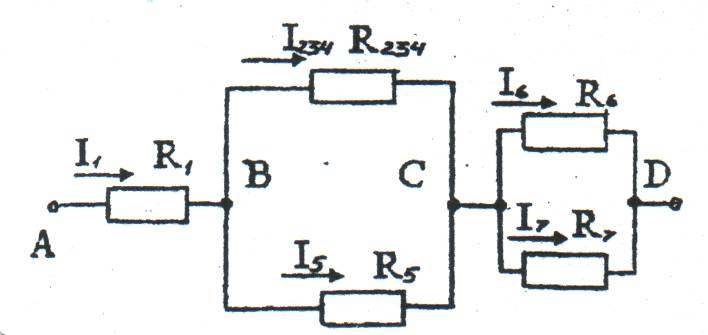 I₂₃₄ R₂₃₄
I₆ R₆
I₁ R₁ B C D
A
I₇ R₇
I₅ R₅